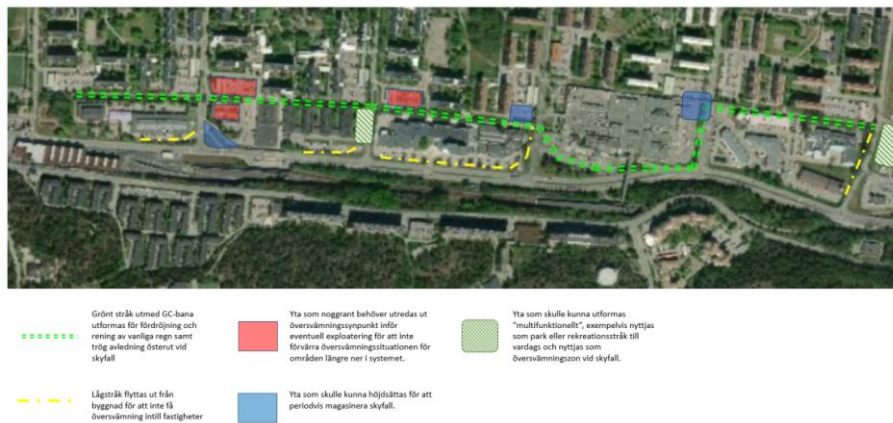 Grönt stråk utmed GC-bana
utformas för fördröjning och
rening av vanliga regn samt
trög avledning österut vid
skyfall
Yta som noggrant behöver utredas ut
översvämningssynpunkt inför
eventuell exploatering för att inte
förvärra översvämningssituationen för
områden längre ner i systemet.
Yta som skulle kunna utformas
”multifunktionellt”, exempelvis nyttjas
som park eller rekreationsstråk till
vardags och nyttjas som
översvämningszon vid skyfall.
Lågstråk flyttas ut från
byggnad för att inte få
översvämning intill fastigheter
Yta som skulle kunna höjdsättas för att
periodvis magasinera skyfall.